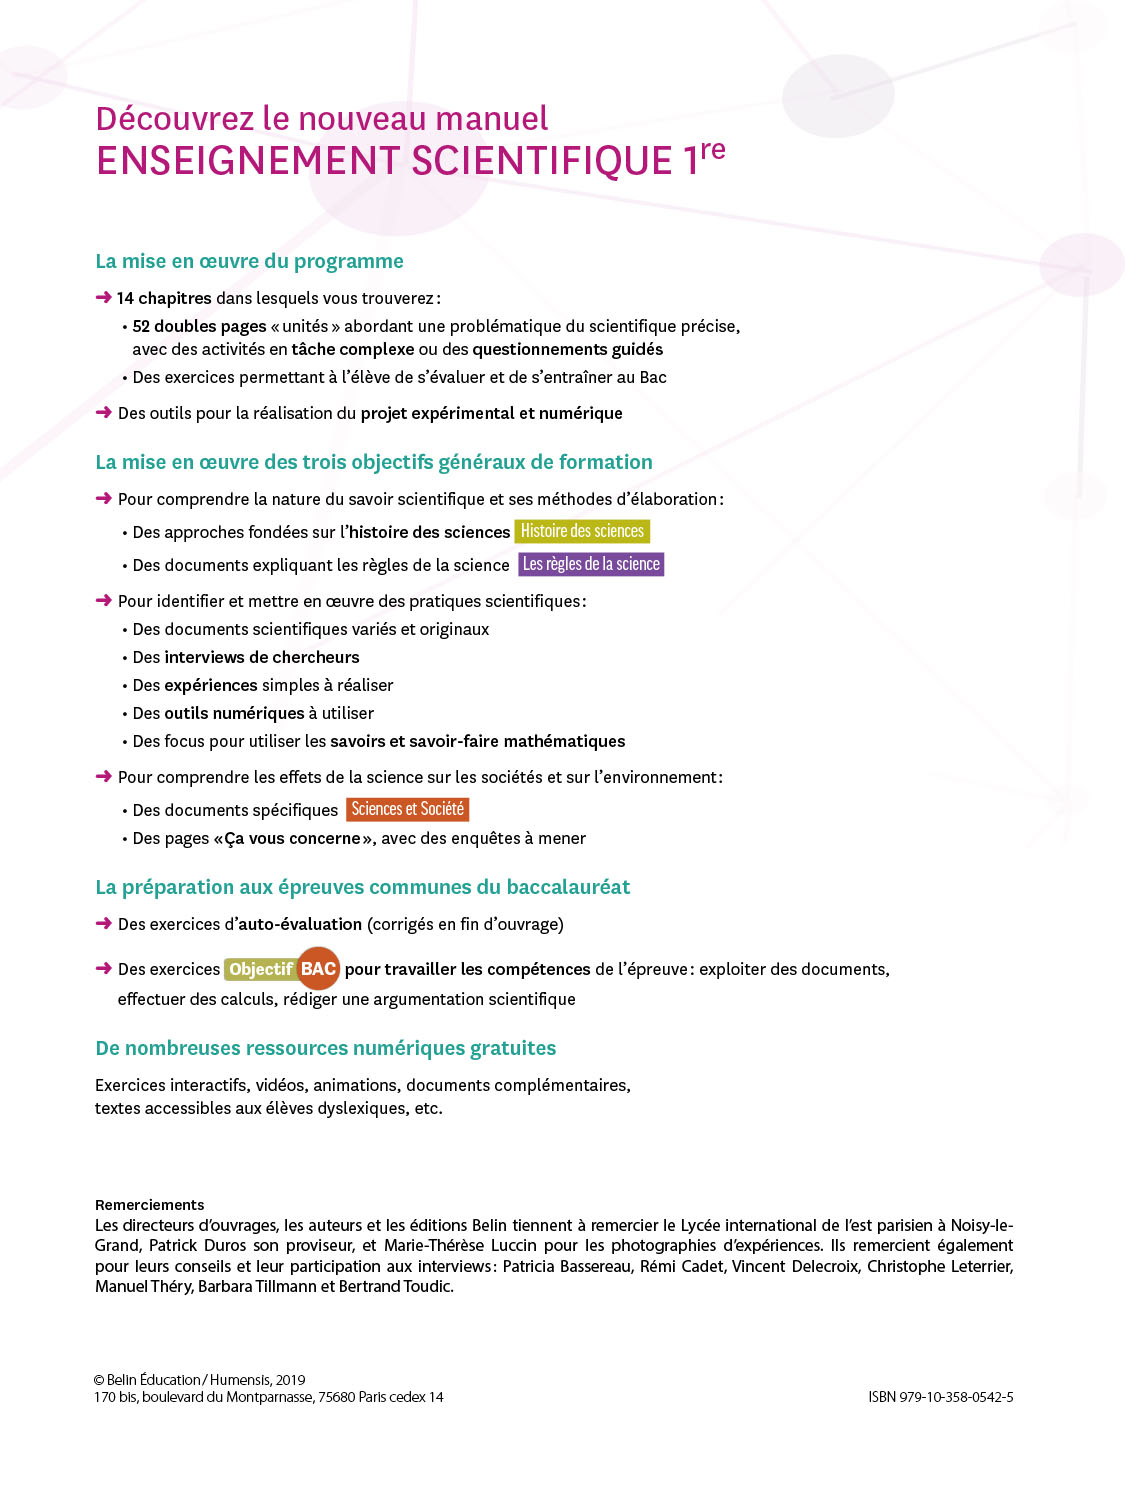 Découvrez le nouveau manuel
ENSEIGNEMENT SCIENTIFIQUE 1re
La mise en œuvre du programme
➜ 14 chapitres dans lesquels vous trouverez :
• 52 doubles pages « unités » abordant une problématique du scientifique précise,
avec des activités en tâche complexe ou des questionnements guidés
• Des exercices permettant à l’élève de s’évaluer et de s’entraîner au Bac
➜ Des outils pour la réalisation du projet expérimental et numérique
La mise en œuvre des trois objectifs généraux de formation
➜ Pour comprendre la nature du savoir scientifique et ses méthodes d’élaboration :
• Des approches fondées sur l’histoire des sciences Histoire des sciences
• Des documents expliquant les règles de la science Les règles de la science
➜ Pour identifier et mettre en œuvre des pratiques scientifiques :
• Des documents scientifiques variés et originaux
• Des interviews de chercheurs
• Des expériences simples à réaliser
• Des outils numériques à utiliser
• Des focus pour utiliser les savoirs et savoir-faire mathématiques
➜ Pour comprendre les effets de la science sur les sociétés et sur l’environnement :
• Des documents spécifiques Sciences et Société
• Des pages « Ça vous concerne », avec des enquêtes à mener
La préparation aux épreuves communes du baccalauréat
➜ Des exercices d’auto-évaluation (corrigés en fin d’ouvrage)
➜ Des exercices Objectif BAC pour travailler les compétences de l’épreuve : exploiter des documents,
effectuer des calculs, rédiger une argumentation scientifique
De nombreuses ressources numériques gratuites
Exercices interactifs, vidéos, animations, documents complémentaires,
textes accessibles aux élèves dyslexiques, etc.
Remerciements
Les directeurs d’ouvrages, les auteurs et les éditions Belin tiennent à remercier le Lycée international de l’est parisien à Noisy-le-
Grand, Patrick Duros son proviseur, et Marie-Thérèse Luccin pour les photographies d’expériences. Ils remercient également
pour leurs conseils et leur participation aux interviews : Patricia Bassereau, Rémi Cadet, Vincent Delecroix, Christophe Leterrier,
Manuel Théry, Barbara Tillmann et Bertrand Toudic.
© Belin Éducation / Humensis, 2019
170 bis, boulevard du Montparnasse, 75680 Paris cedex 14
ISBN 979-10-358-0542-5